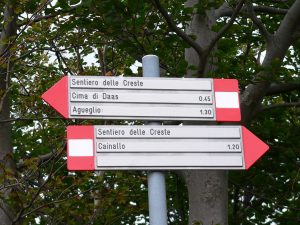 Sentiero delle Creste
Cima di Daas 0.45
Agueglio 1.30
Sentiero delle Creste
Cainallo 1.20